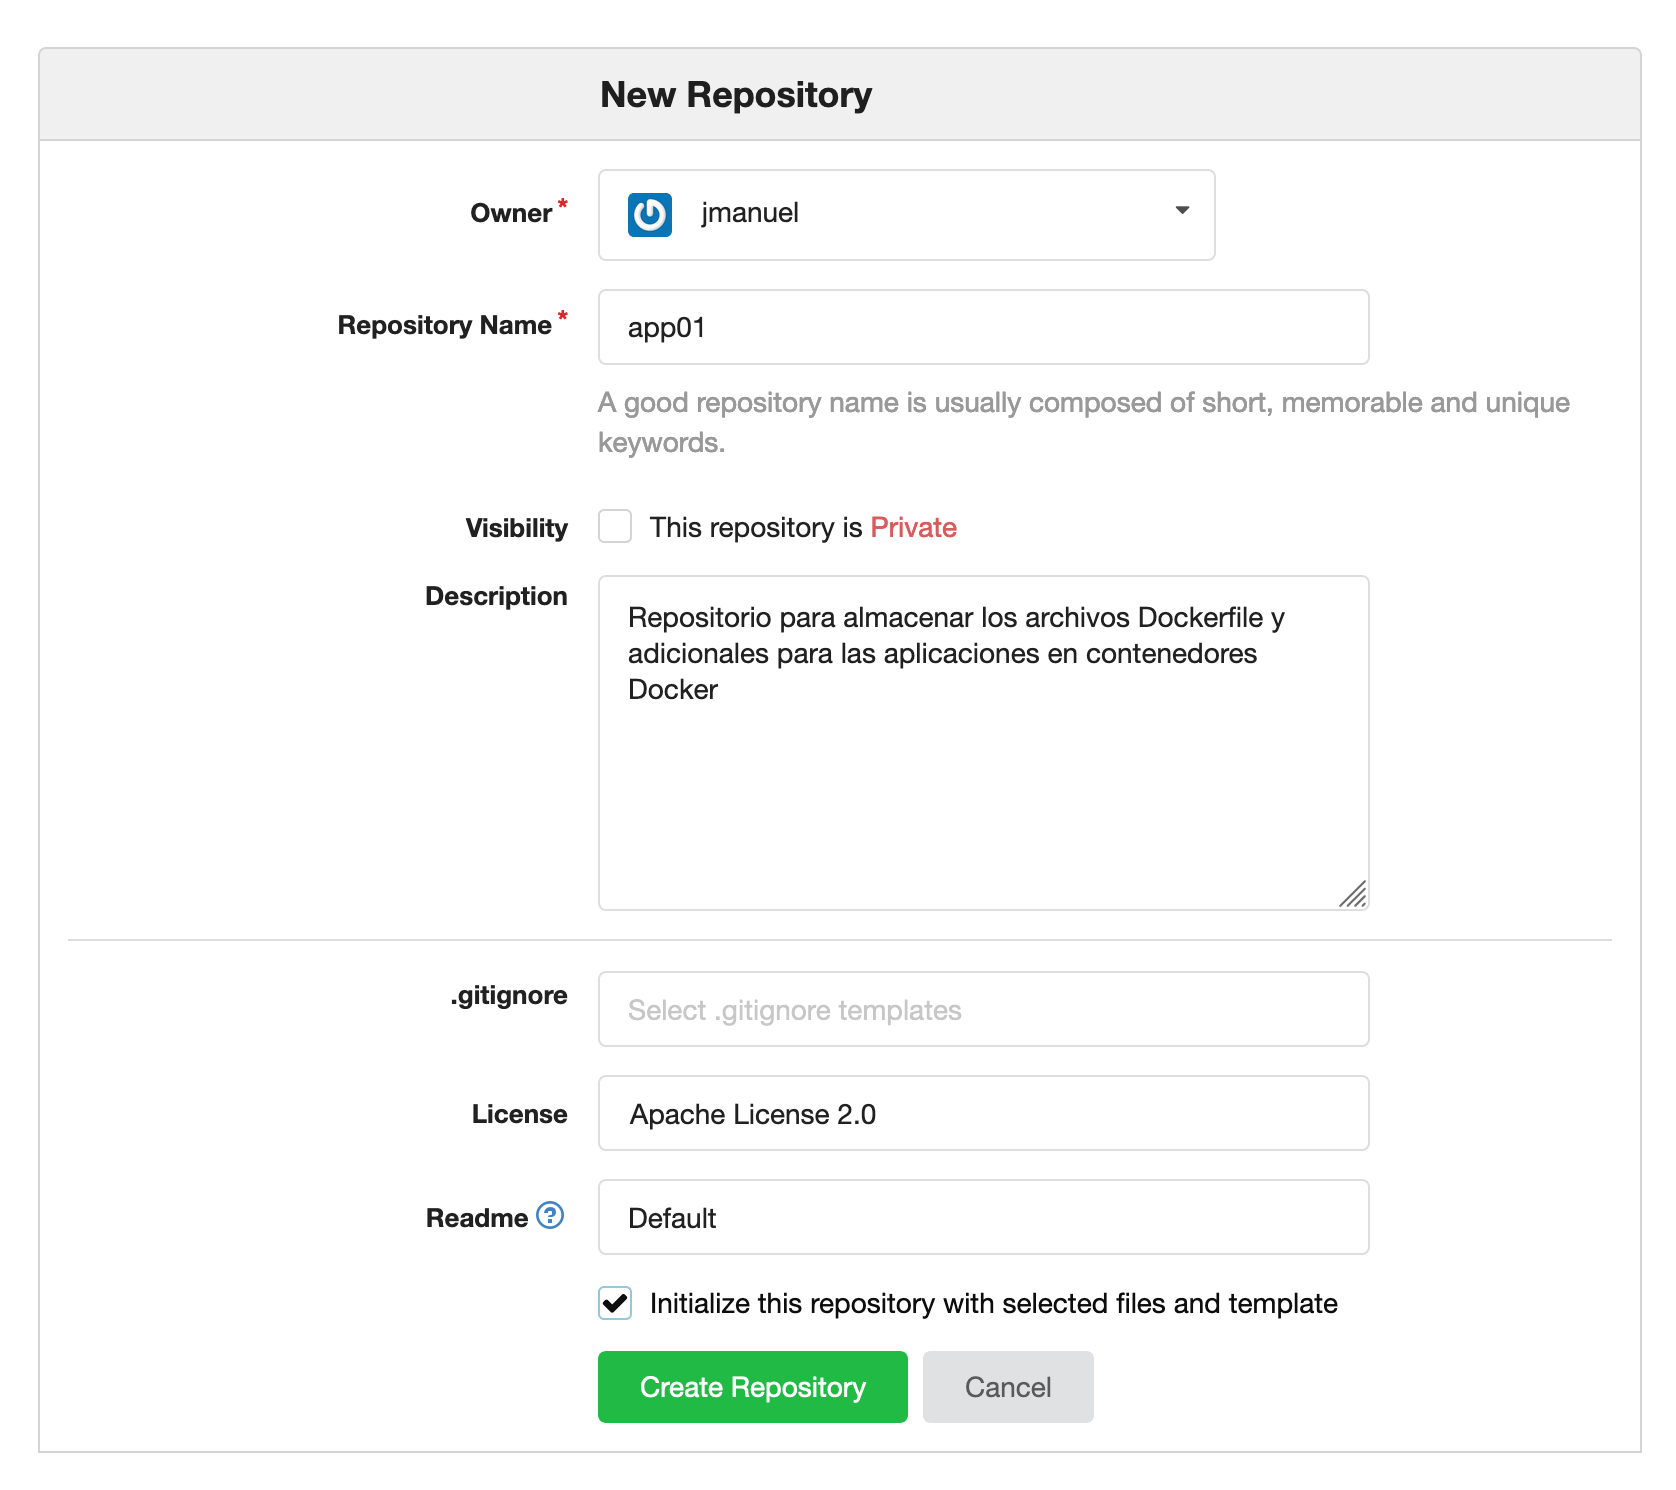 New Repository
Owner *
jmanuel
Repository Name *
app01
A good repository name is usually composed of short, memorable and unique
keywords.
Visibility
This repository is Private
Description
Repositorio para almacenar los archivos Dockerfile y
adicionales para las aplicaciones en contenedores
Docker
.gitignore
Select .gitignore templates
License
Apache License 2.0
Readme ?
Default
Initialize this repository with selected files and template
Create Repository
Cancel